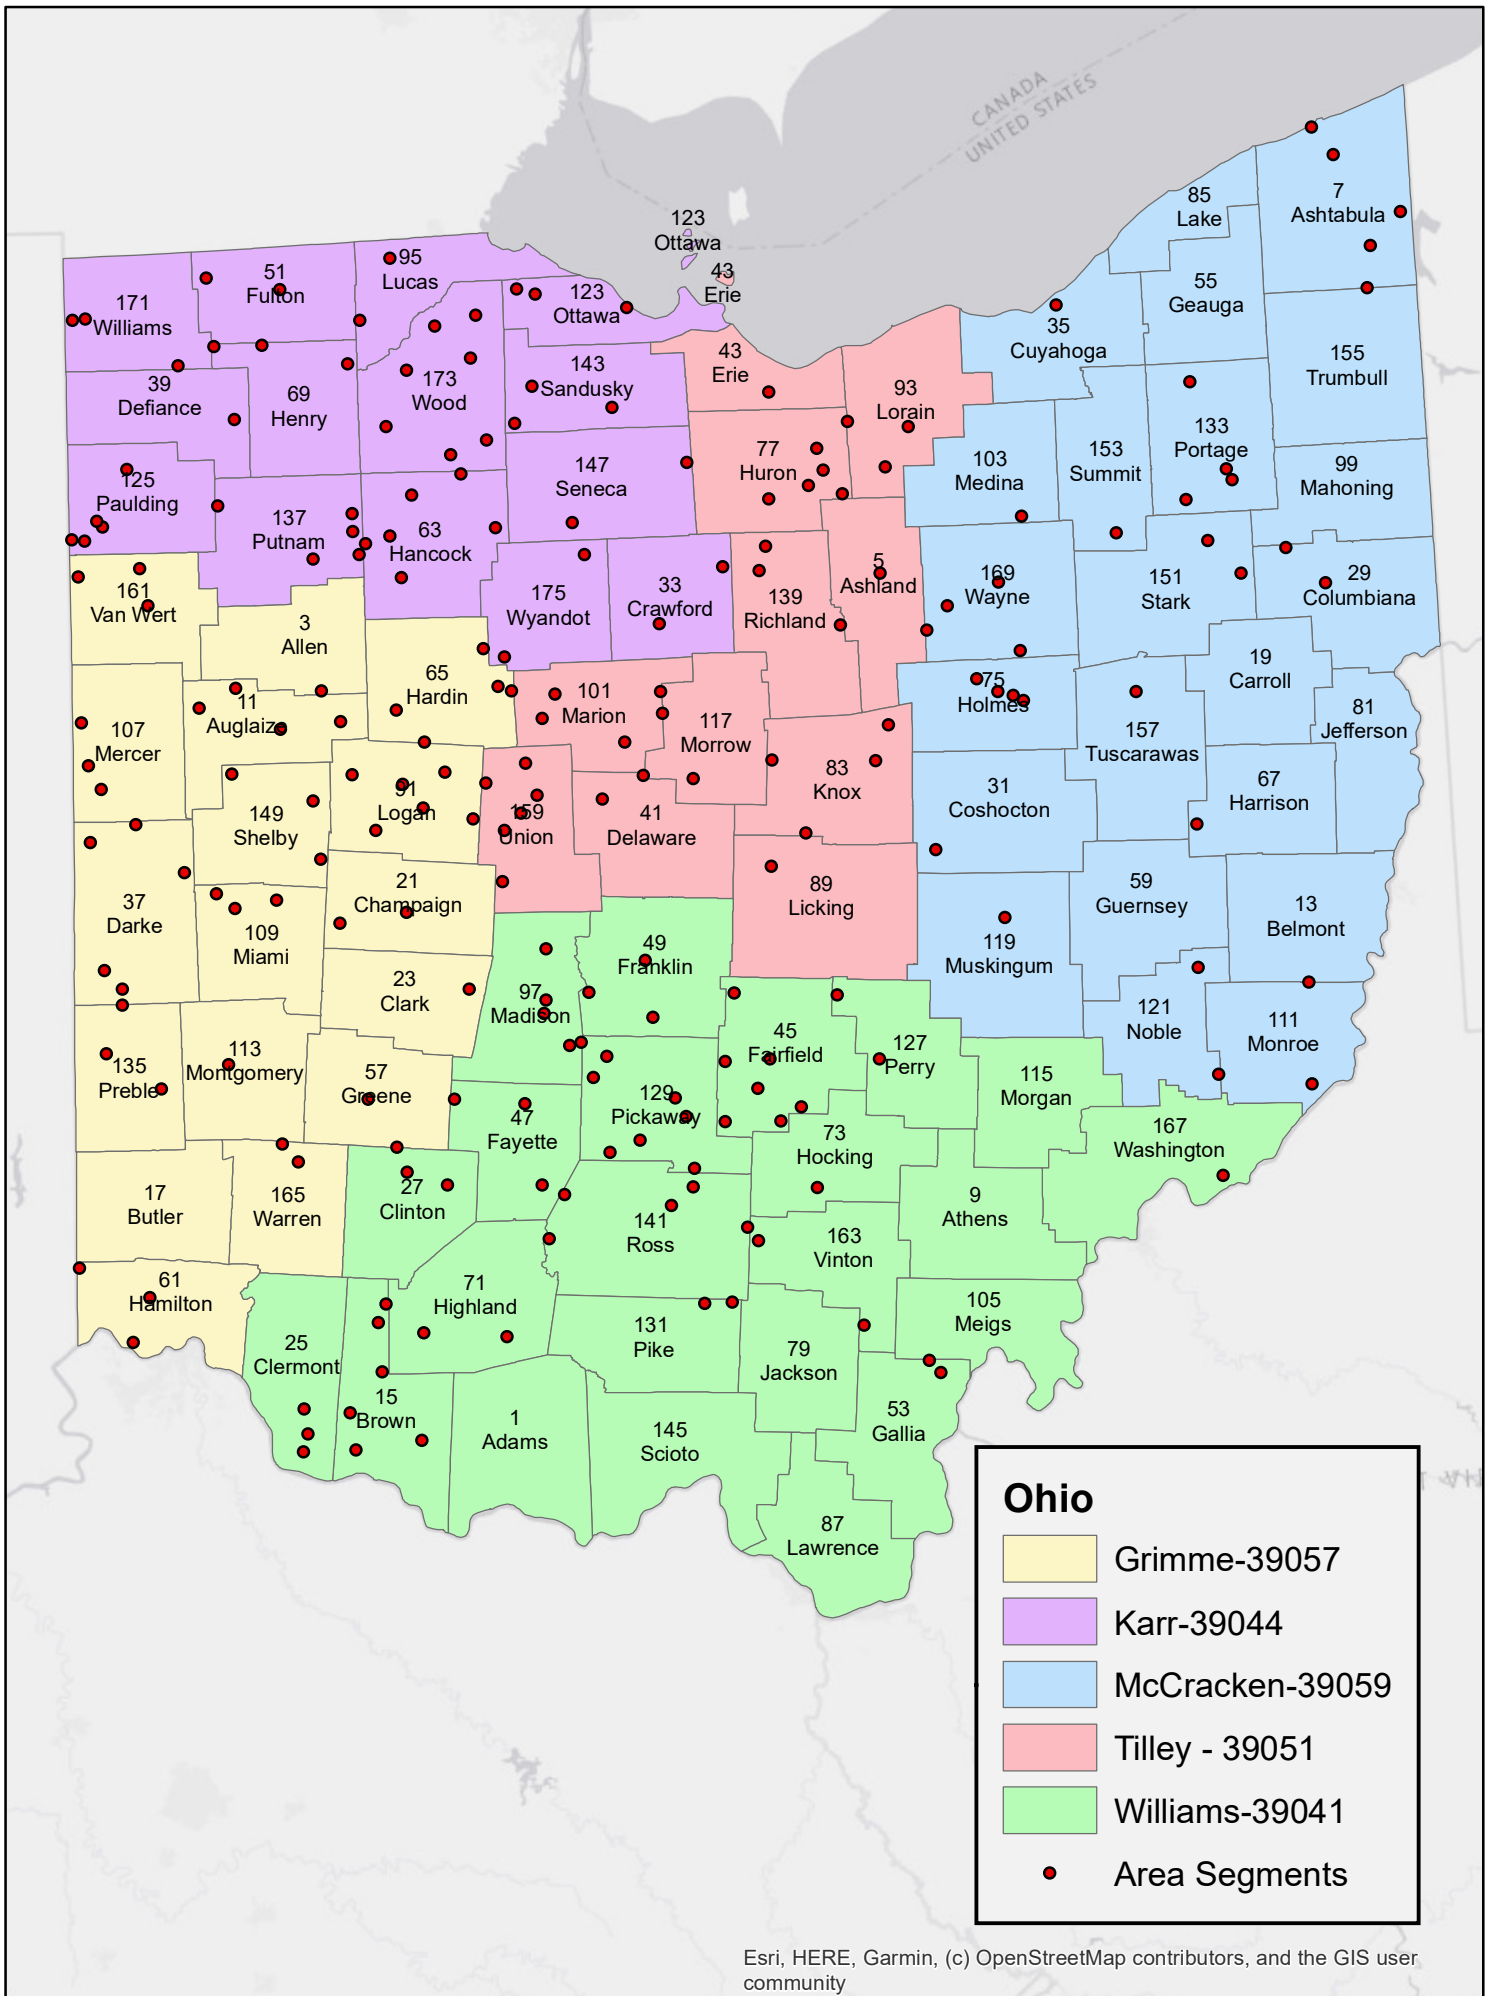 CANADA
UNITED STATES
123
Ottawa
43
Erie
85
Lake
7
Ashtabula
51
Fulton
95
Lucas
171
Williams
123
Ottawa
55
Geauga
35
Cuyahoga
155
Trumbull
39
Defiance
69
Henry
173
Wood
143
Sandusky
43
Erie
93
Lorain
133
Portage
125
Paulding
137
Putnam
63
Hancock
147
Seneca
77
Huron
103
Medina
153
Summit
99
Mahoning
161
Van Wert
3
Allen
175
Wyandot
33
Crawford
139
Richland
5
Ashland
169
Wayne
151
Stark
29
Columbiana
65
Hardin
19
Carroll
107
Mercer
11
Auglaize
101
Marion
117
Morrow
75
Holmes
157
Tuscarawas
81
Jefferson
149
Shelby
91
Logan
159
Union
41
Delaware
83
Knox
31
Coshocton
67
Harrison
37
Darke
109
Miami
21
Champaign
89
Licking
59
Guernsey
13
Belmont
23
Clark
97
Madison
49
Franklin
119
Muskingum
121
Noble
111
Monroe
135
Preble
113
Montgomery
57
Greene
45
Fairfield
127
Perry
115
Morgan
47
Fayette
129
Pickaway
73
Hocking
167
Washington
17
Butler
165
Warren
27
Clinton
141
Ross
163
Vinton
9
Athens
61
Hamilton
71
Highland
131
Pike
105
Meigs
25
Clermont
15
Brown
1
Adams
145
Scioto
79
Jackson
53
Gallia
87
Lawrence
Ohio
Grimme-39057
Karr-39044
McCracken-39059
Tilley - 39051
Williams-39041
Area Segments
Esri, HERE, Garmin, (c) OpenStreetMap contributors, and the GIS user
community